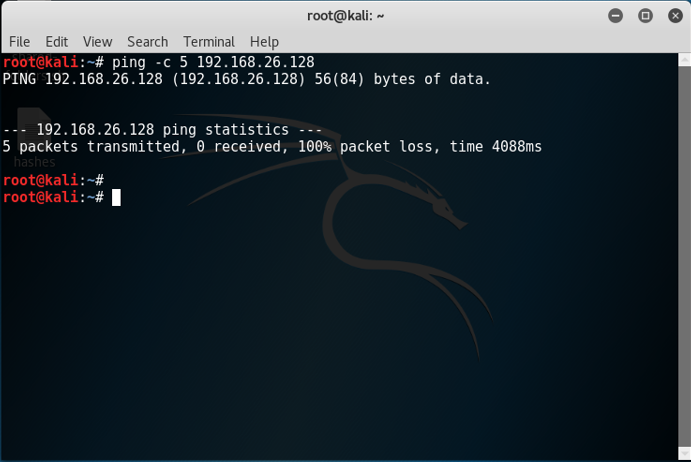 root@kali: ~
File Edit View Search Terminal Help
root@kali:~# ping -c 5 192.168.26.128
PING 192.168.26.128 (192.168.26.128) 56(84) bytes of data.
--- 192.168.26.128 ping statistics ---
5 packets transmitted, 0 received, 100% packet loss, time 4088ms
hashes
root@kali:~#
root@kali:~#